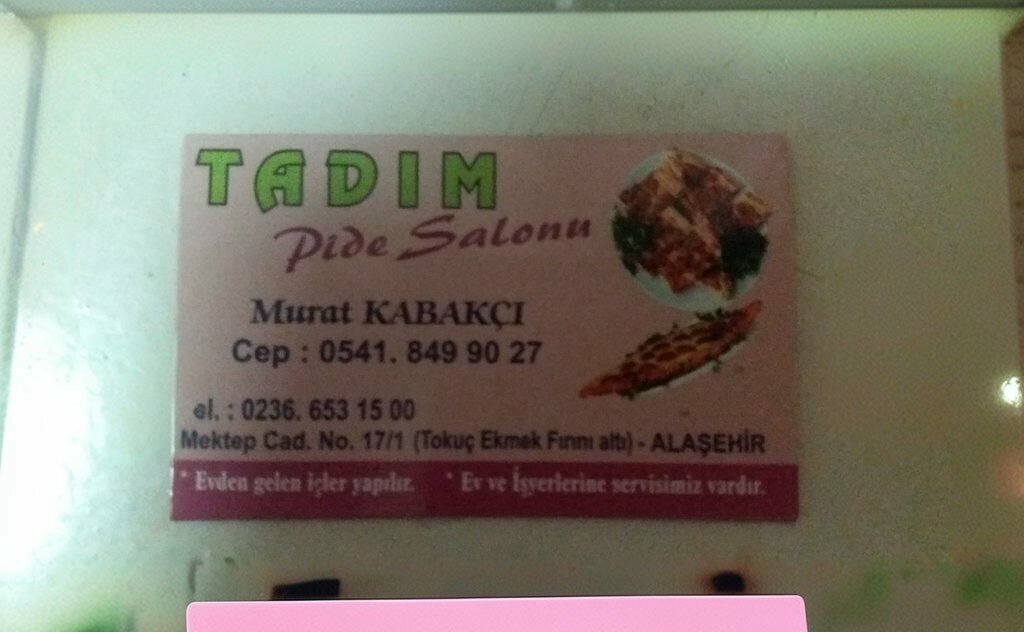 TADIM
Pide Salonu
Murat KABAKÇI
Cep : 0541. 849 90 27
el. : 0236. 653 15 00
Mektep Cad. No. 17/1 (Tokuç Ekmek Fırını altı) - ALAŞEHİR
* Evden gelen içler yapılır. * Ev ve İşyerlerine servisimiz vardır.